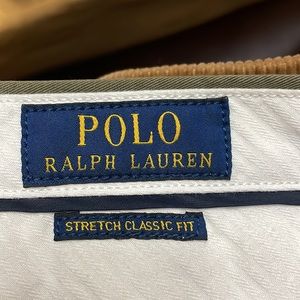 POLO
RALPH LAUREN
STRETCH CLASSIC FIT